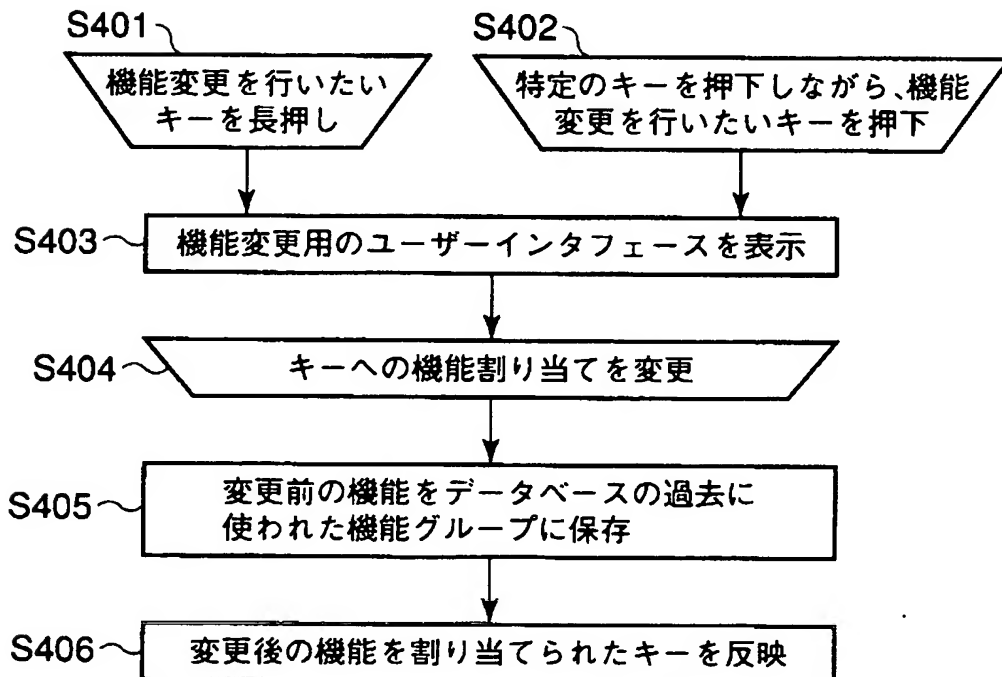 S401
機能変更を行いたい
キーを長押し
S402
特定のキーを押下しながら、機能
変更を行いたいキーを押下
S403
機能変更用のユーザーインタフェースを表示
S404
キーへの機能割り当てを変更
S405
変更前の機能をデータベースの過去に
使われた機能グループに保存
S406
変更後の機能を割り当てられたキーを反映